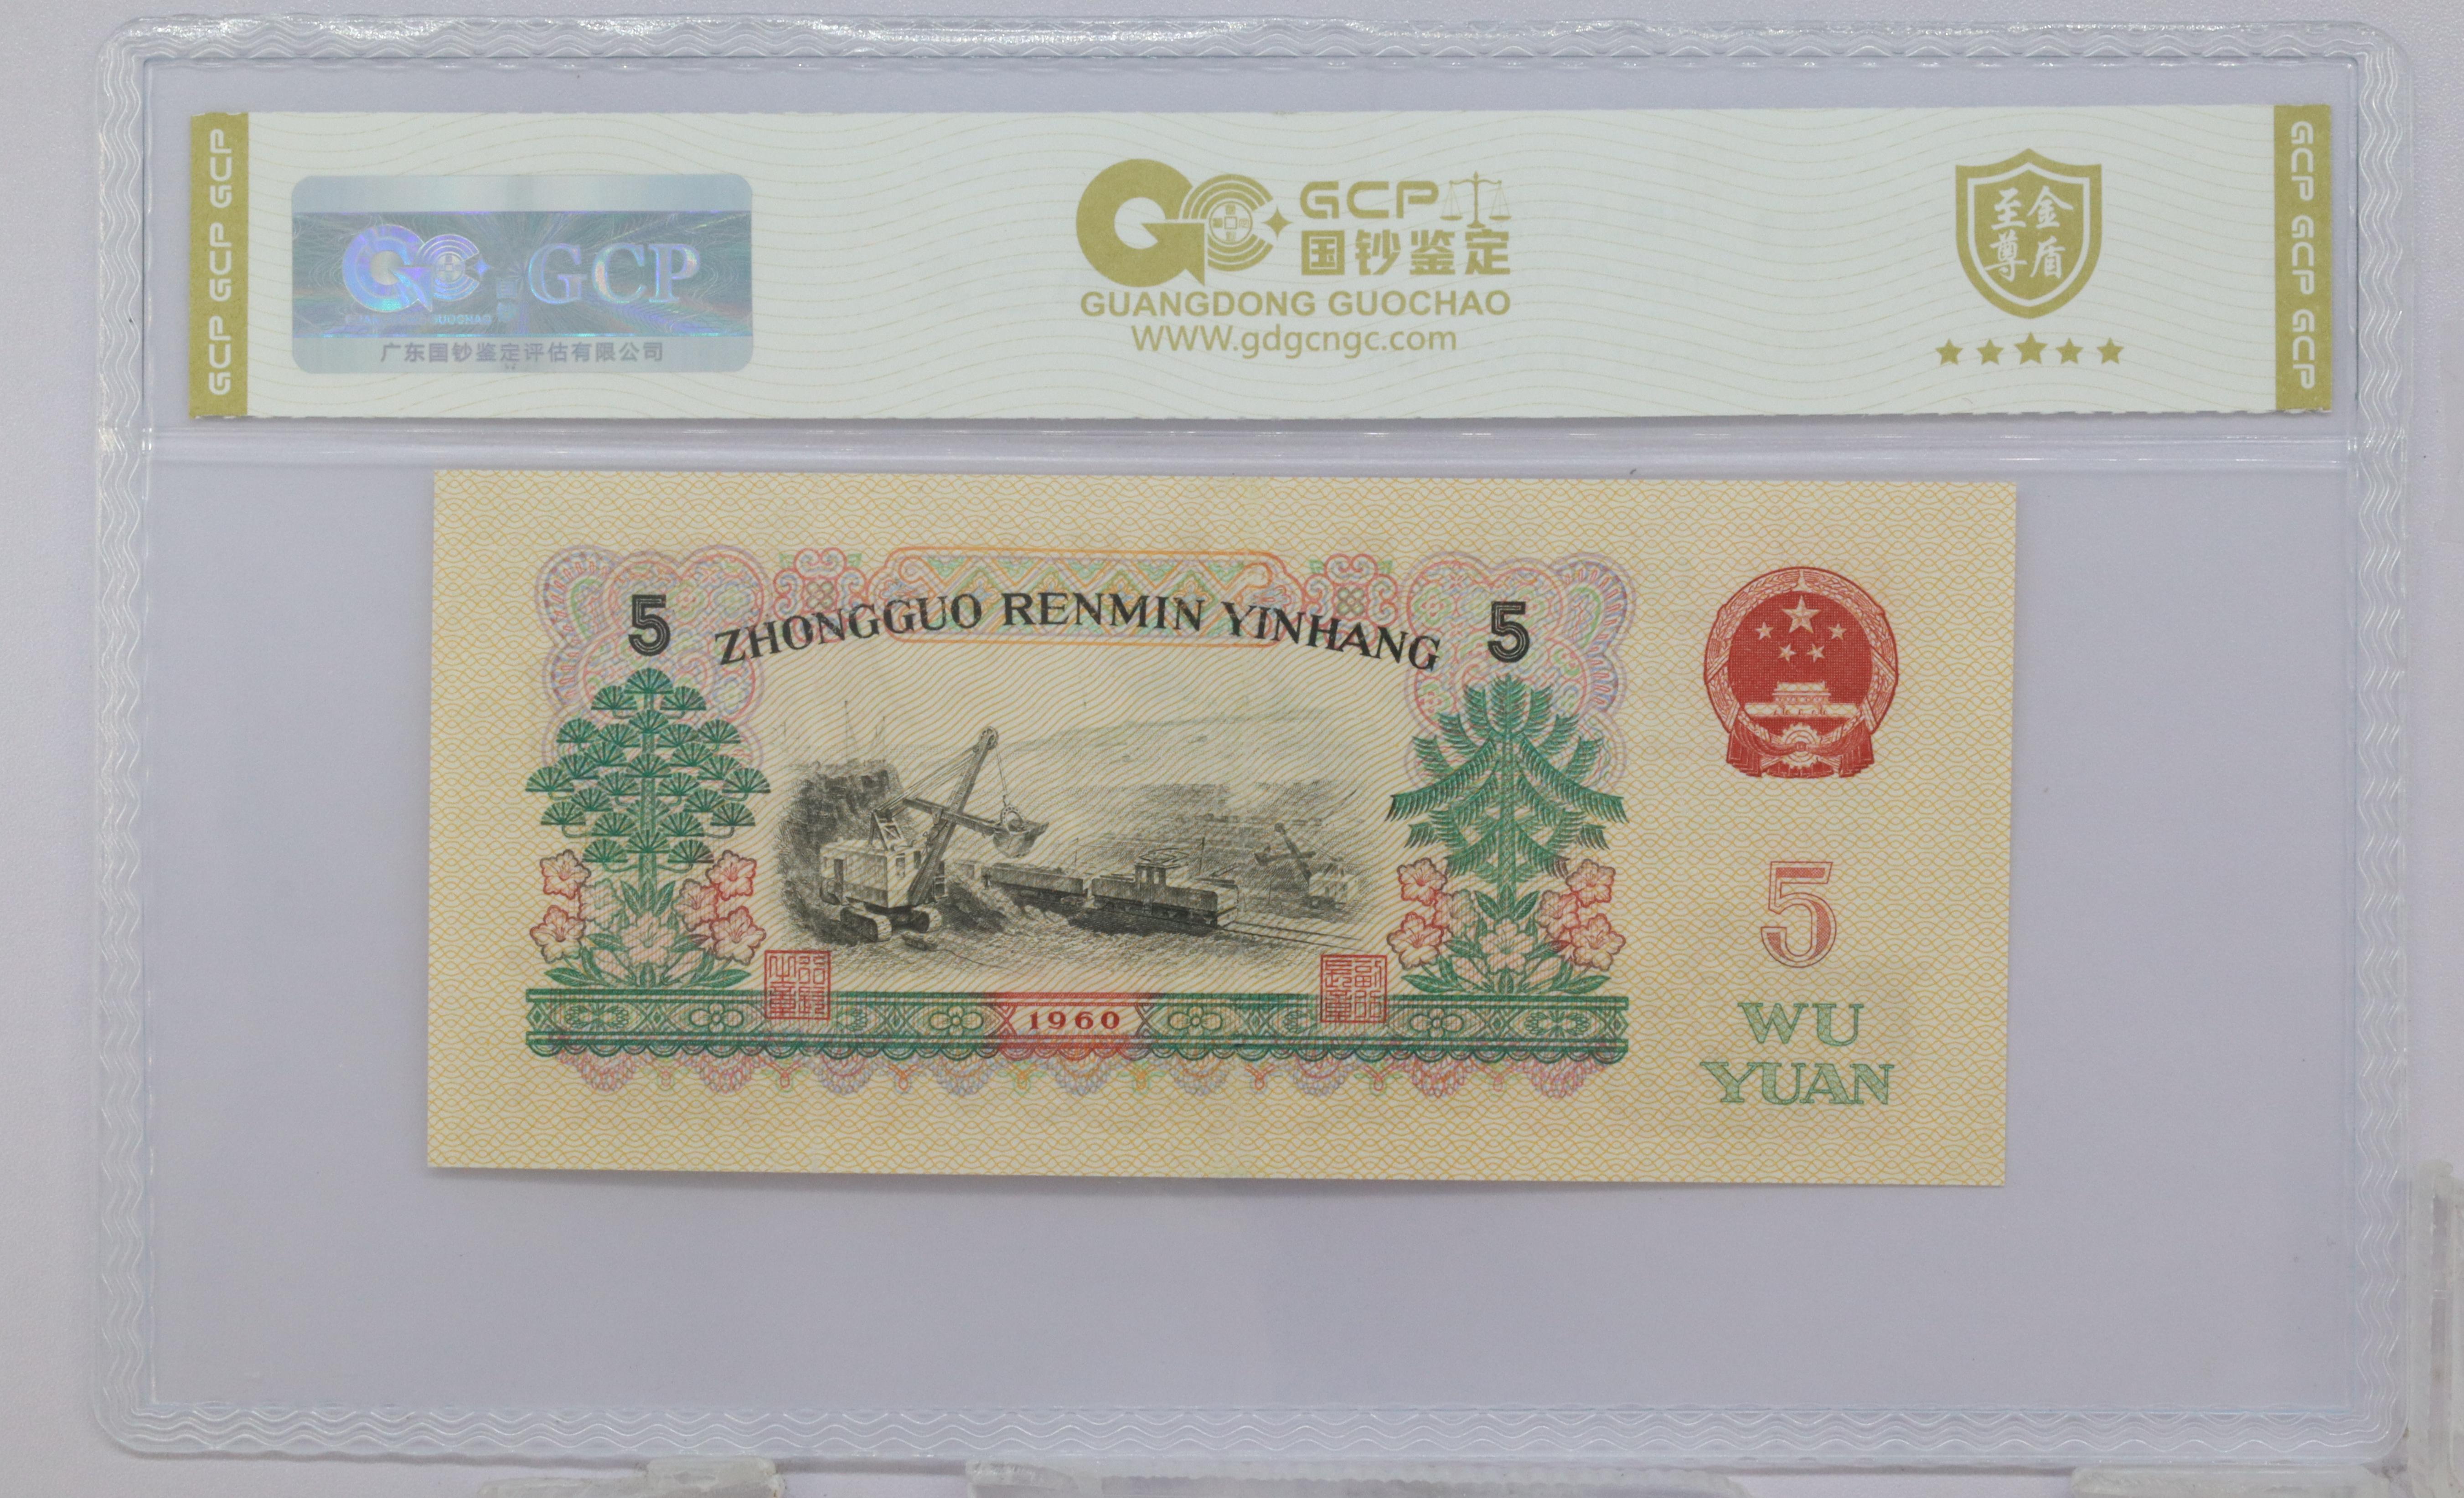 GCP GCP GCP
GCP
GUANGDONG GUOCHAO
广东国钞鉴定评估有限公司
GCP
国钞鉴定
GUANGDONG GUOCHAO
WWW.gdgcngc.com
至尊金盾
GCP GCP GCP
5 ZHONGGUO RENMIN YINHANG 5
1960
5
WU
YUAN